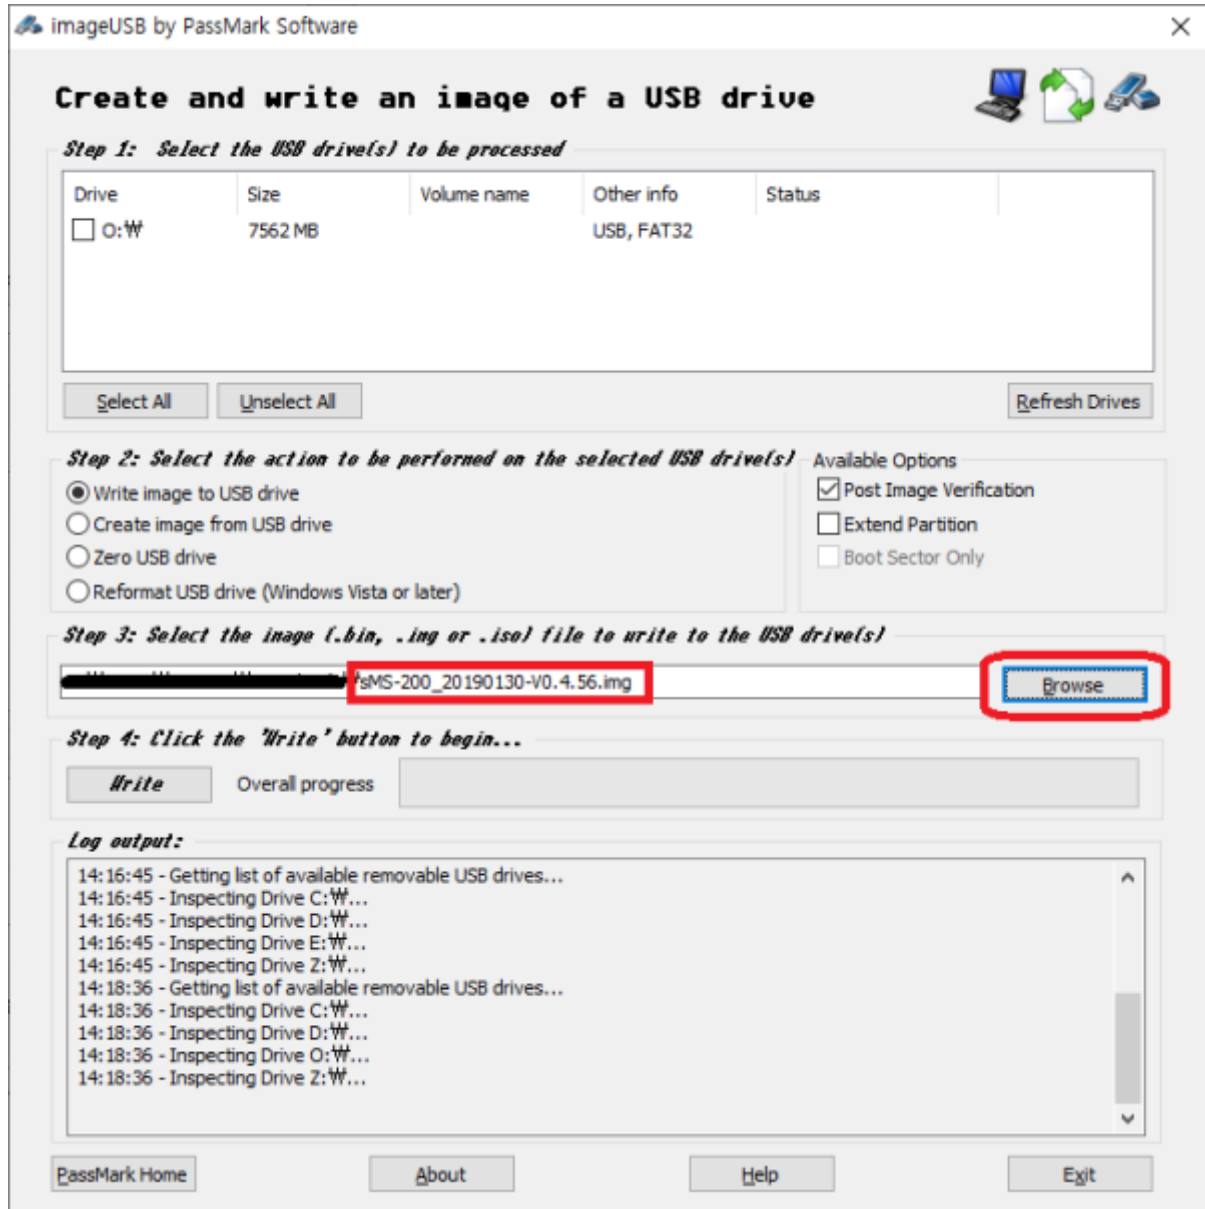 imageUSB by PassMark Software
Create and write an image of a USB drive
Step 1: Select the USB drive(s) to be processed
Drive Size Volume name Other info Status
O:₩ 7562 MB USB, FAT32
Select All Unselect All Refresh Drives
Step 2: Select the action to be performed on the selected USB drive(s) Available Options
Write image to USB drive Post Image Verification
Create image from USB drive Extend Partition
Zero USB drive Boot Sector Only
Reformat USB drive (Windows Vista or later)
Step 3: Select the image (.bin, .img or .iso) file to write to the USB drive(s)
sMS-200_20190130-V0.4.56.img Browse
Step 4: Click the 'Write' button to begin...
Write Overall progress
Log output:
14:16:45 - Getting list of available removable USB drives...
14:16:45 - Inspecting Drive C:₩...
14:16:45 - Inspecting Drive D:₩...
14:16:45 - Inspecting Drive E:₩...
14:16:45 - Inspecting Drive Z:₩...
14:18:36 - Getting list of available removable USB drives...
14:18:36 - Inspecting Drive C:₩...
14:18:36 - Inspecting Drive D:₩...
14:18:36 - Inspecting Drive O:₩...
14:18:36 - Inspecting Drive Z:₩...
PassMark Home About Help Exit